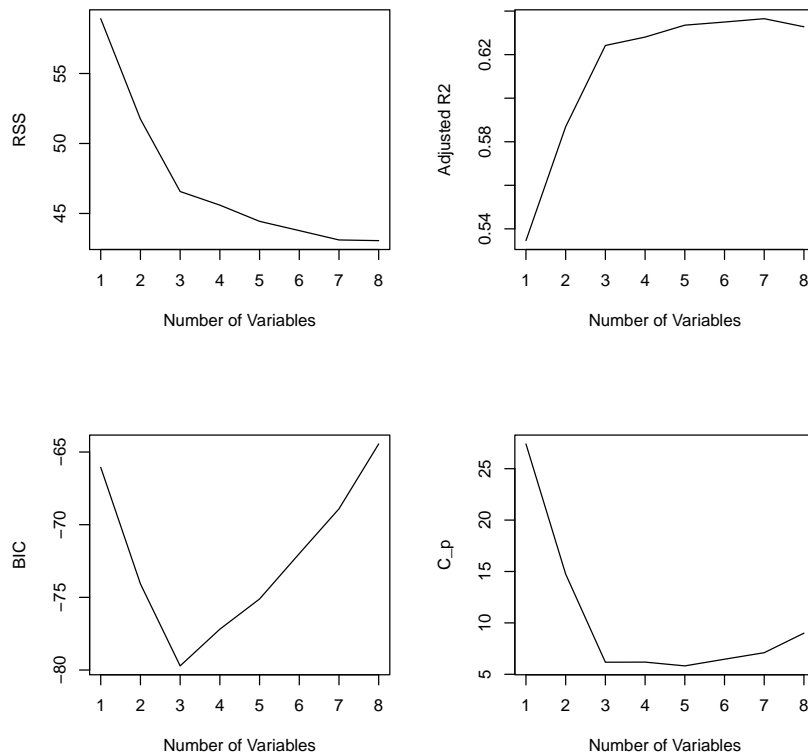 RSS
55
50
45
1 2 3 4 5 6 7 8
Number of Variables
Adjusted R2
0.62
0.58
0.54
1 2 3 4 5 6 7 8
Number of Variables
BIC
−65
−70
−75
−80
1 2 3 4 5 6 7 8
Number of Variables
C_p
25
20
15
10
5
1 2 3 4 5 6 7 8
Number of Variables